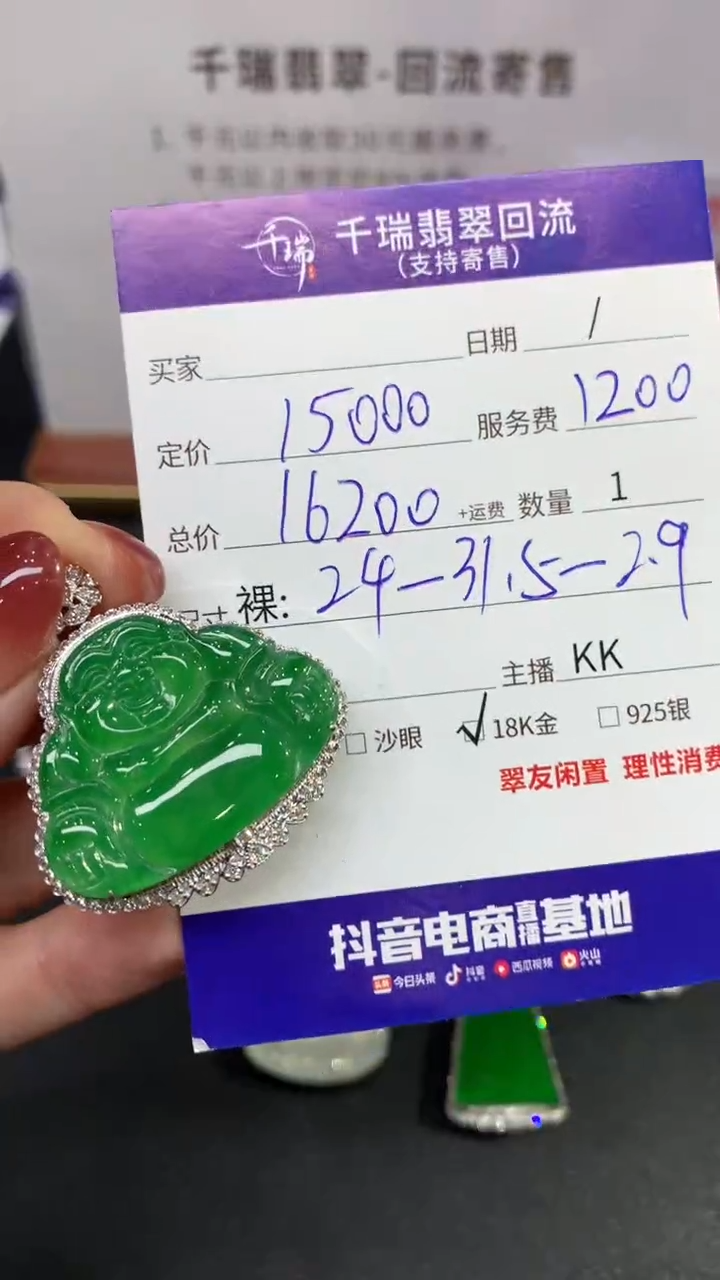 千瑞翡翠-回流寄售
千瑞
千瑞翡翠回流
(支持寄售)
买家 日期 /
定价 15000 服务费 1200
总价 16200 +运费 数量 1
裸: 24-31.5-2.9
主播 KK
□ 沙眼 ☑ 18K金 □ 925银
翠友闲置 理性消费
抖音电商直播基地
头条 今日头条 抖音 西瓜视频 火山